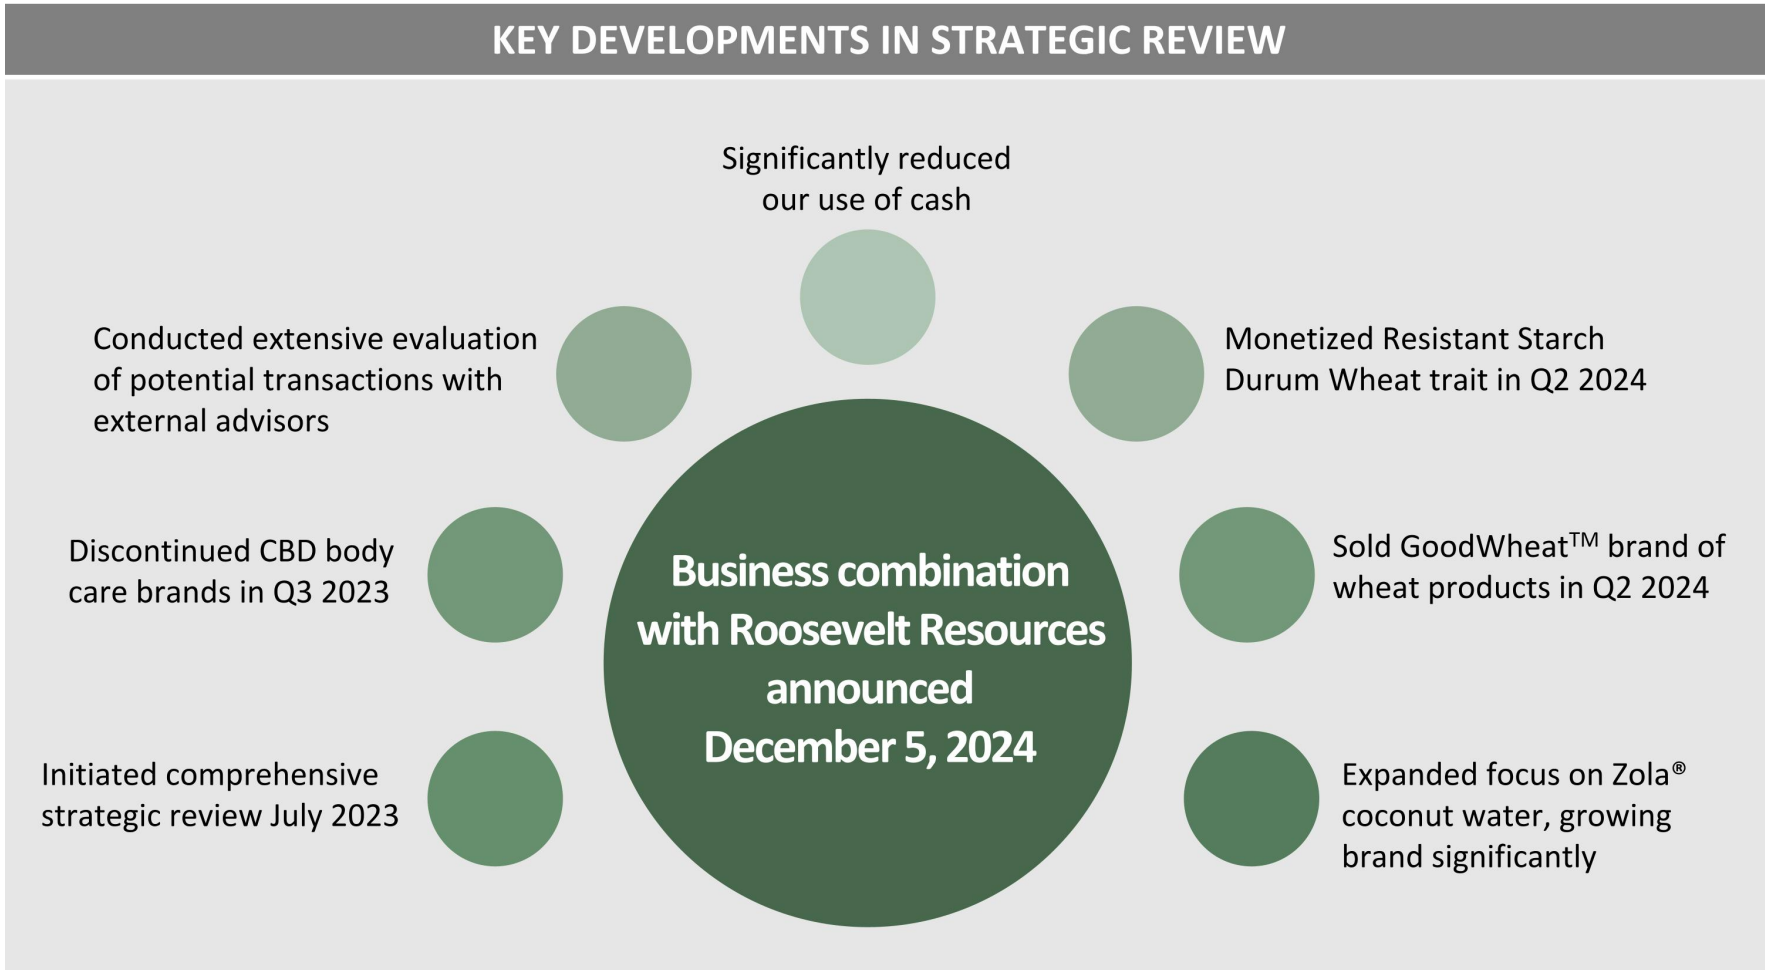 KEY DEVELOPMENTS IN STRATEGIC REVIEW
Significantly reduced
our use of cash
Conducted extensive evaluation
of potential transactions with
external advisors
Monetized Resistant Starch
Durum Wheat trait in Q2 2024
Discontinued CBD body
care brands in Q3 2023
Sold GoodWheat™ brand of
wheat products in Q2 2024
Business combination
with Roosevelt Resources
announced
December 5, 2024
Initiated comprehensive
strategic review July 2023
Expanded focus on Zola®
coconut water, growing
brand significantly